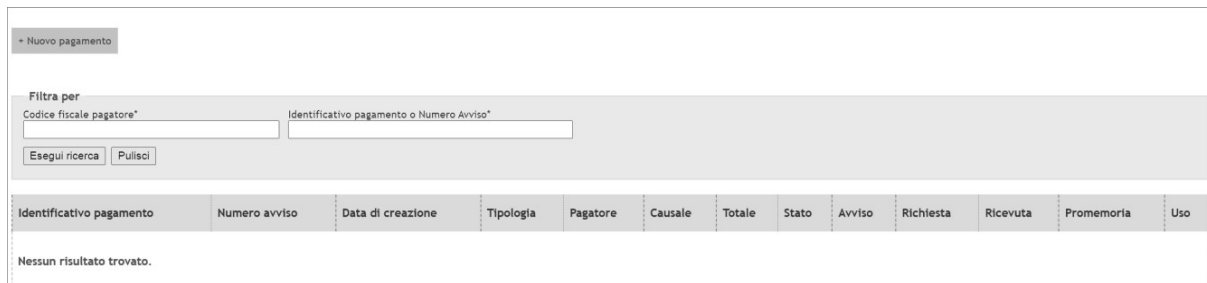 + Nuovo pagamento
Filtra per
Codice fiscale pagatore* Identificativo pagamento o Numero Avviso*
Esegui ricerca Pulisci
Identificativo pagamento Numero avviso Data di creazione Tipologia Pagatore Causale Totale Stato Avviso Richiesta Ricevuta Promemoria Uso
Nessun risultato trovato.